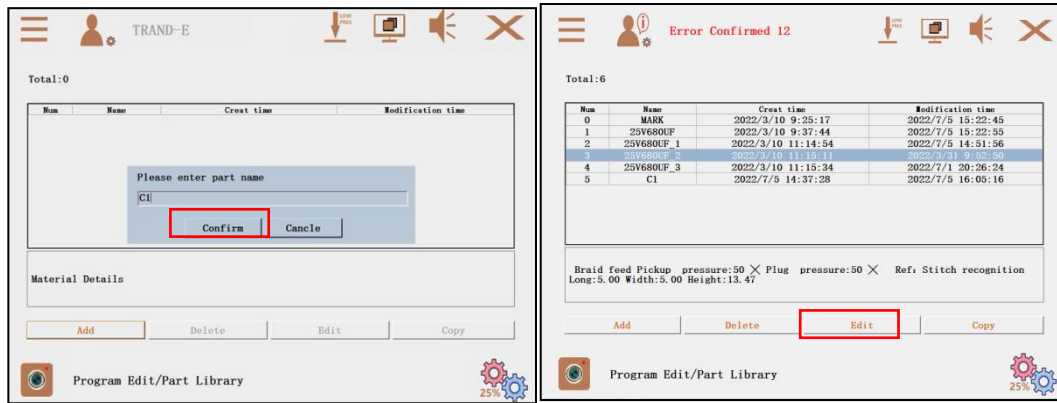 LOW
PRES
TRAND-E
Total:0
Num Name Creat time Modification time
Please enter part name
C1
Confirm Cancle
Material Details
Add Delete Edit Copy
Program Edit/Part Library
25%
LOW
PRES
Error Confirmed 12
Total:6
Num Name Creat time Modification time
0 MARK 2022/3/10 9:25:17 2022/7/5 15:22:45
1 25V680UF 2022/3/10 9:37:44 2022/7/5 15:22:55
2 25V680UF_1 2022/3/10 11:14:54 2022/7/5 14:51:56
3 25V680UF_2 2022/3/10 11:15:11 2022/3/31 9:52:50
4 25V680UF_3 2022/3/10 11:15:34 2022/7/1 20:26:24
5 C1 2022/7/5 14:37:28 2022/7/5 16:05:16
Braid feed Pickup pressure:50 ╳ Plug pressure:50 ╳ Ref: Stitch recognition
Long:5.00 Width:5.00 Height:13.47
Add Delete Edit Copy
Program Edit/Part Library
25%